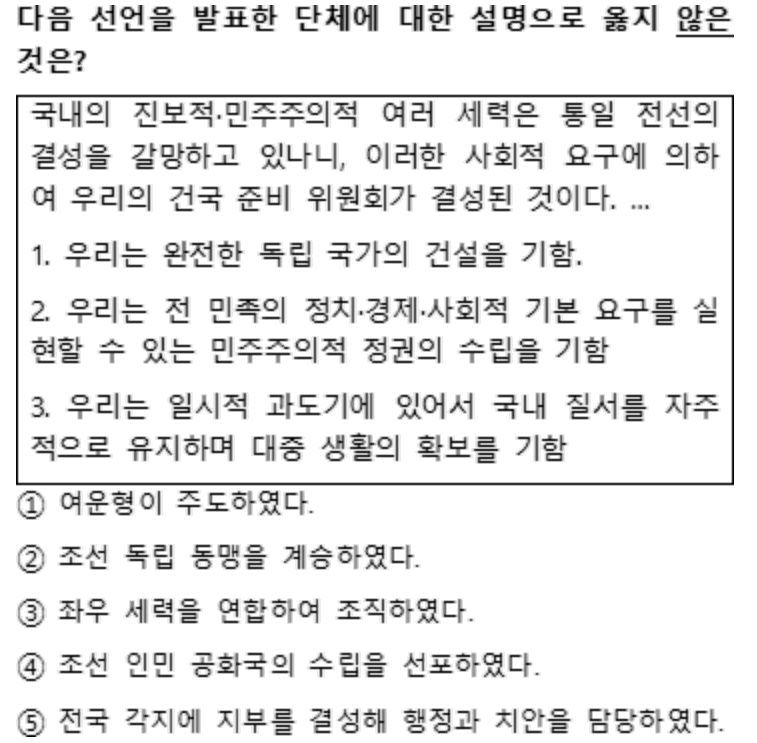 다음 선언을 발표한 단체에 대한 설명으로 옳지 않은
것은?
국내의 진보적·민주주의적 여러 세력은 통일 전선의
결성을 갈망하고 있나니, 이러한 사회적 요구에 의하
여 우리의 건국 준비 위원회가 결성된 것이다. ...
1. 우리는 완전한 독립 국가의 건설을 기함.
2. 우리는 전 민족의 정치·경제·사회적 기본 요구를 실
현할 수 있는 민주주의적 정권의 수립을 기함
3. 우리는 일시적 과도기에 있어서 국내 질서를 자주
적으로 유지하며 대중 생활의 확보를 기함
① 여운형이 주도하였다.
② 조선 독립 동맹을 계승하였다.
③ 좌우 세력을 연합하여 조직하였다.
④ 조선 인민 공화국의 수립을 선포하였다.
⑤ 전국 각지에 지부를 결성해 행정과 치안을 담당하였다.